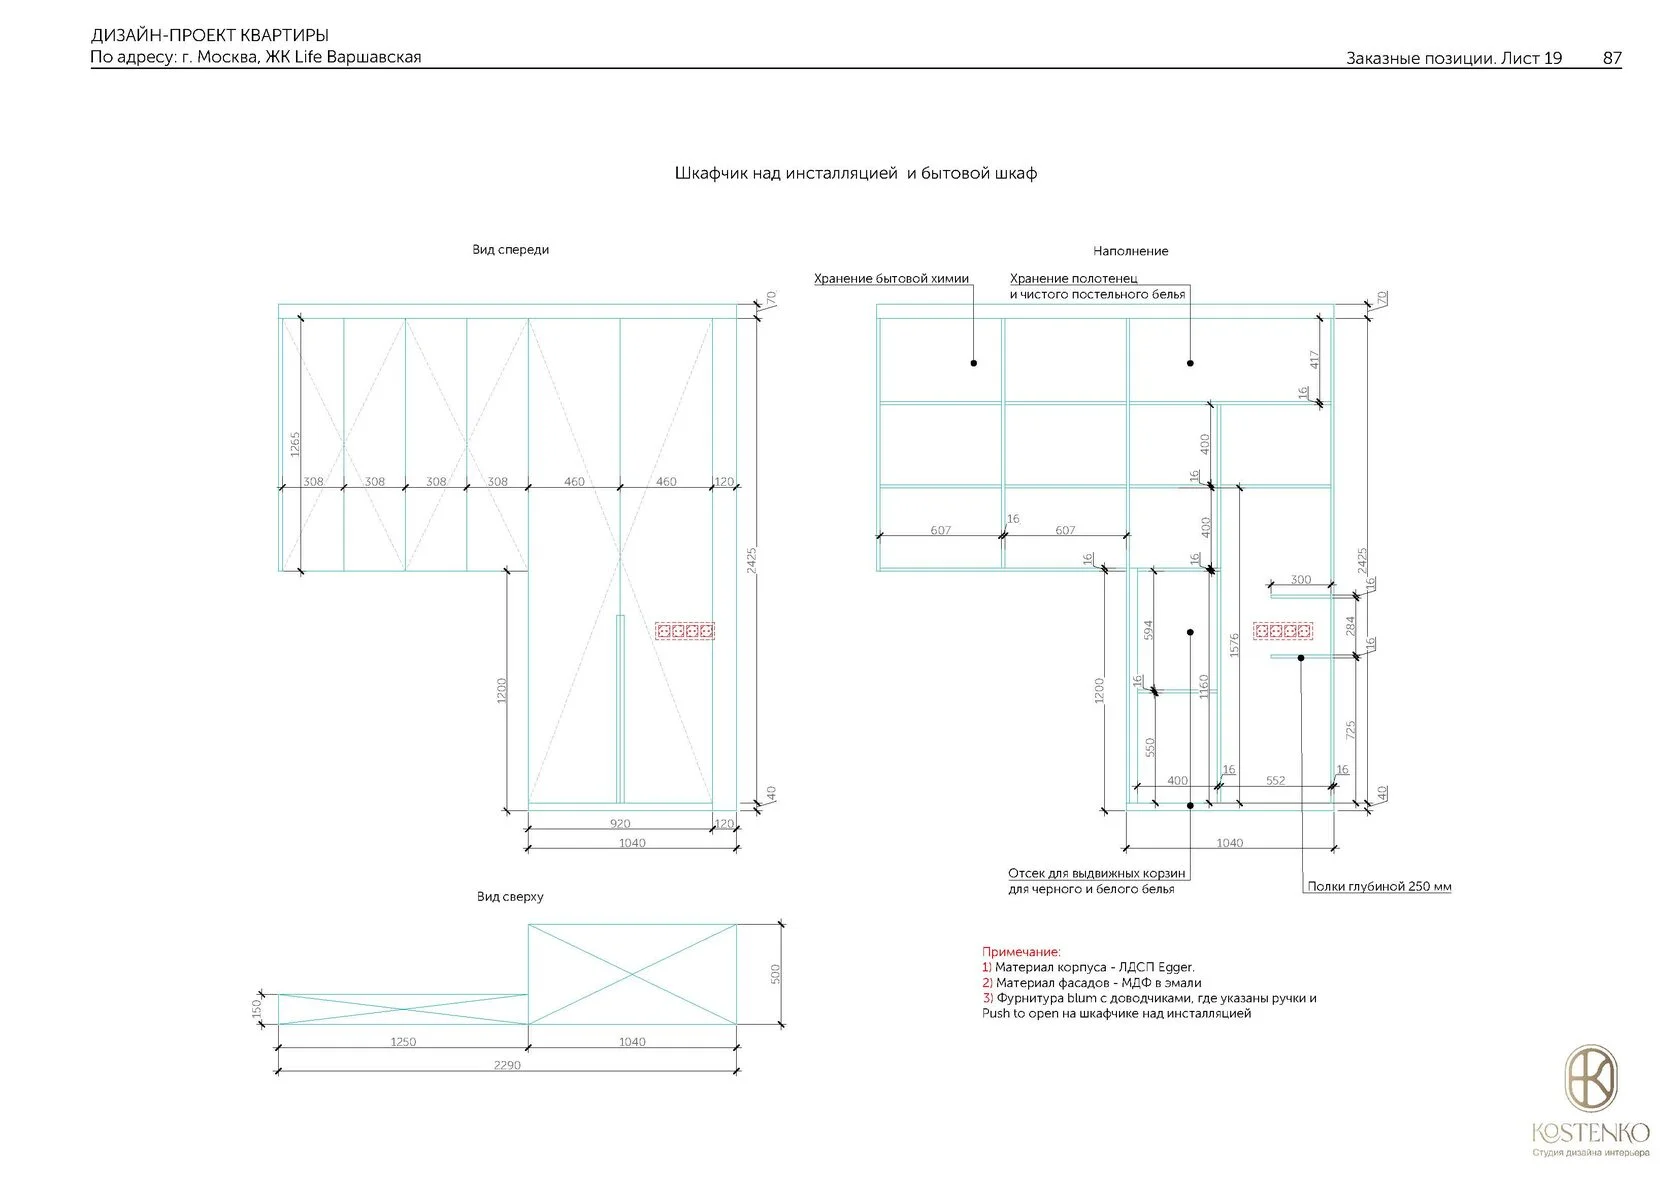 ДИЗАЙН-ПРОЕКТ КВАРТИРЫ
По адресу: г. Москва, ЖК Life Варшавская
Заказные позиции. Лист 19 87
Шкафчик над инсталляцией и бытовой шкаф
Вид спереди
70
1265
308 308 308 308 460 460 120
2425
1200
40
920 120
1040
Наполнение
Хранение бытовой химии
Хранение полотенец
и чистого постельного белья
70
417
16
400
16
607 16 607
400
16
16
2425
300
16
594
284
1576
16
16
1200
1160
725
550
400 16 552 16
40
1040
Отсек для выдвижных корзин
для черного и белого белья
Полки глубиной 250 мм
Вид сверху
500
150
1250 1040
2290
Примечание:
1) Материал корпуса - ЛДСП Egger.
2) Материал фасадов - МДФ в эмали
3) Фурнитура blum с доводчиками, где указаны ручки и
Push to open на шкафчике над инсталляцией
KOSTENKO
Студия дизайна интерьера